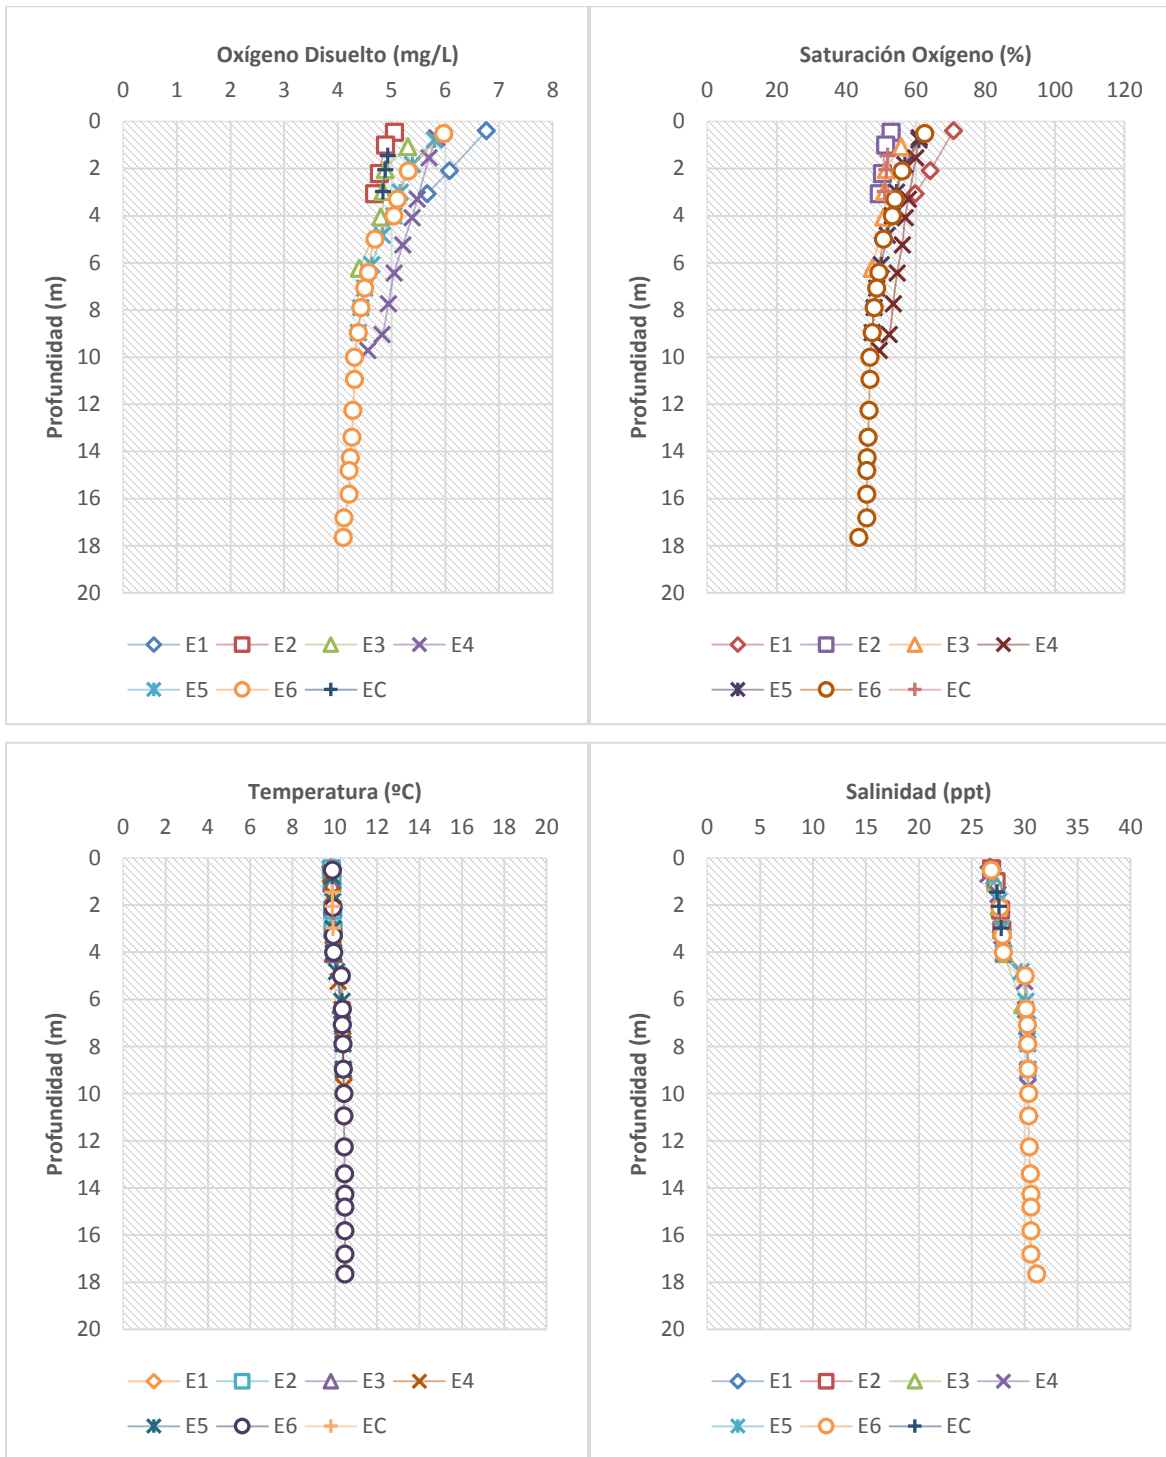 Oxígeno Disuelto (mg/L)
0 1 2 3 4 5 6 7 8
0
2
4
6
8
10
12
14
16
18
20
Profundidad (m)
E1 E2 E3 E4
E5 E6 EC
Saturación Oxígeno (%)
0 20 40 60 80 100 120
0
2
4
6
8
10
12
14
16
18
20
Profundidad (m)
E1 E2 E3 E4
E5 E6 EC
Temperatura (ºC)
0 2 4 6 8 10 12 14 16 18 20
0
2
4
6
8
10
12
14
16
18
20
Profundidad (m)
E1 E2 E3 E4
E5 E6 EC
Salinidad (ppt)
0 5 10 15 20 25 30 35 40
0
2
4
6
8
10
12
14
16
18
20
Profundidad (m)
E1 E2 E3 E4
E5 E6 EC